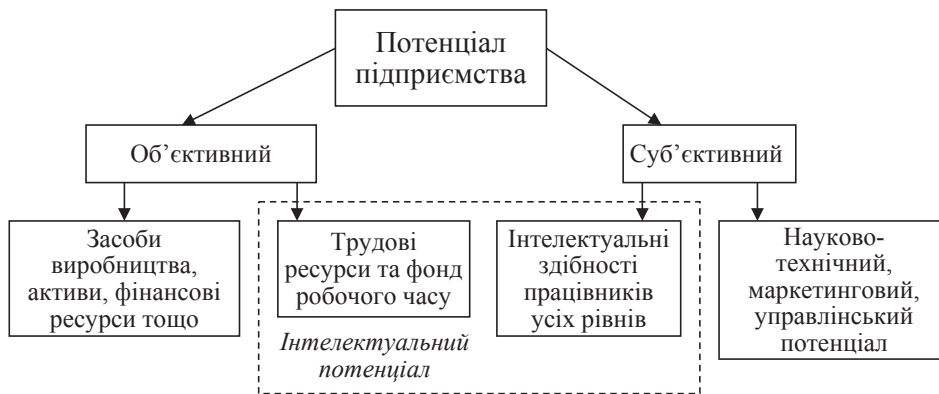 Потенціал
підприємства
Об’єктивний
Суб’єктивний
Засоби
виробництва,
активи, фінансові
ресурси тощо
Трудові
ресурси та фонд
робочого часу
Інтелектуальний
потенціал
Інтелектуальні
здібності
працівників
усіх рівнів
Науково-
технічний,
маркетинговий,
управлінський
потенціал